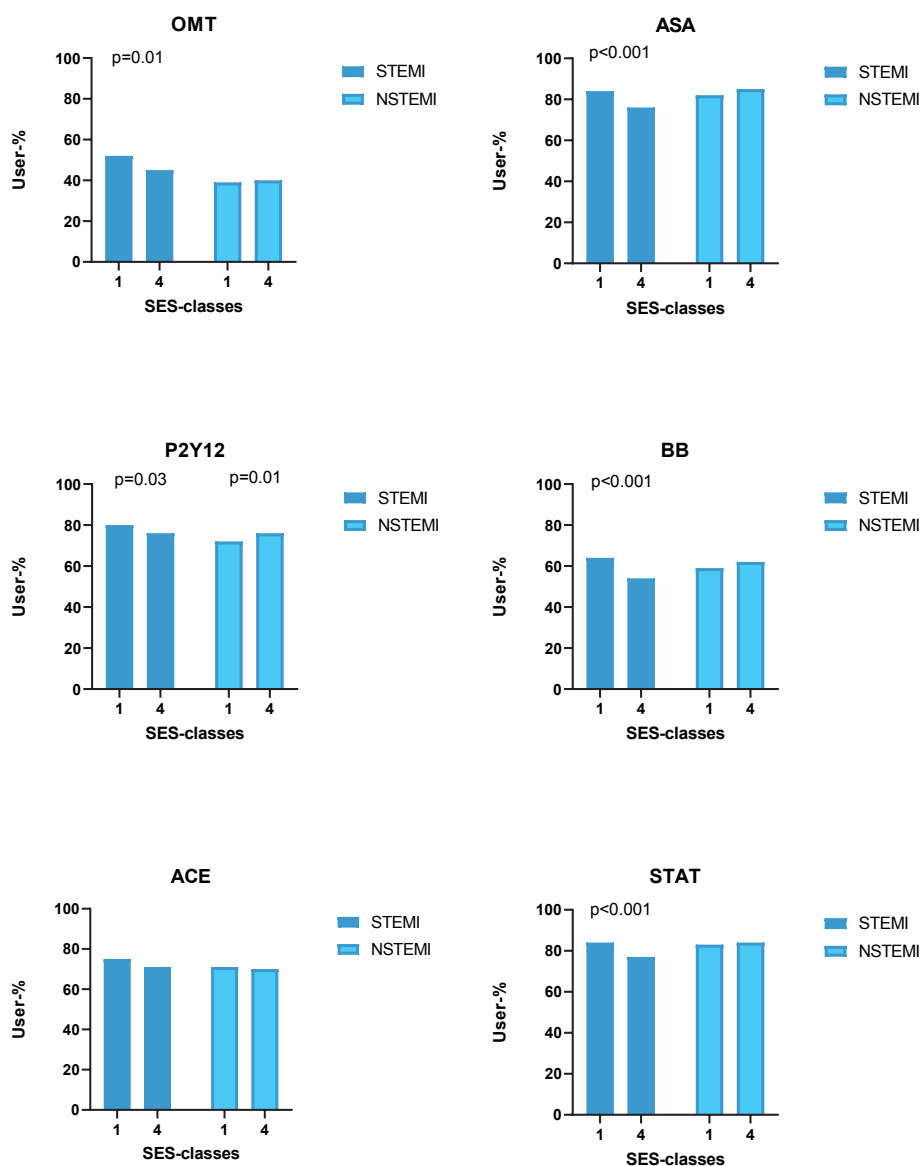 OMT
p=0.01
100
80
60
40
20
0
User-%
1 4 1 4
SES-classes
STEMI
NSTEMI
ASA
p<0.001
100
80
60
40
20
0
User-%
1 4 1 4
SES-classes
STEMI
NSTEMI
P2Y12
p=0.03 p=0.01
100
80
60
40
20
0
User-%
1 4 1 4
SES-classes
STEMI
NSTEMI
BB
p<0.001
100
80
60
40
20
0
User-%
1 4 1 4
SES-classes
STEMI
NSTEMI
ACE
100
80
60
40
20
0
User-%
1 4 1 4
SES-classes
STEMI
NSTEMI
STAT
p<0.001
100
80
60
40
20
0
User-%
1 4 1 4
SES-classes
STEMI
NSTEMI